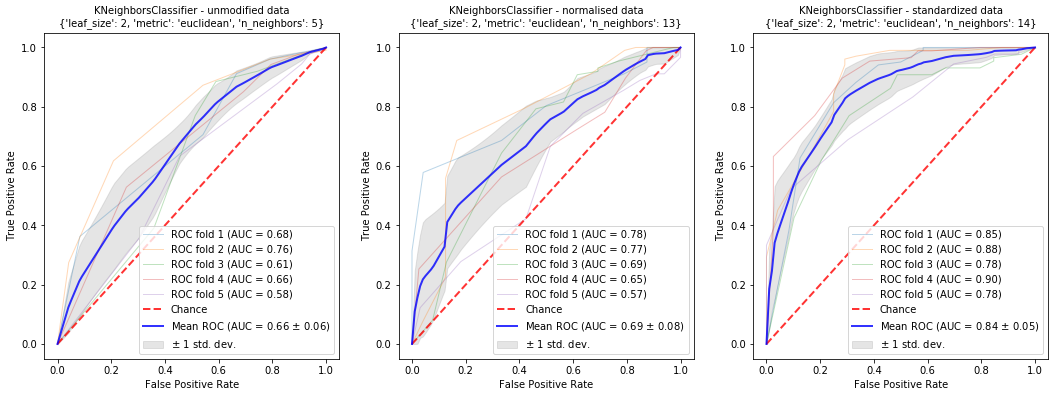 KNeighborsClassifier - unmodified data
{'leaf_size': 2, 'metric': 'euclidean', 'n_neighbors': 5}
1.0
0.8
0.6
0.4
0.2
0.0
True Positive Rate
0.0 0.2 0.4 0.6 0.8 1.0
False Positive Rate
ROC fold 1 (AUC = 0.68)
ROC fold 2 (AUC = 0.76)
ROC fold 3 (AUC = 0.61)
ROC fold 4 (AUC = 0.66)
ROC fold 5 (AUC = 0.58)
Chance
Mean ROC (AUC = 0.66 ± 0.06)
± 1 std. dev.
KNeighborsClassifier - normalised data
{'leaf_size': 2, 'metric': 'euclidean', 'n_neighbors': 13}
1.0
0.8
0.6
0.4
0.2
0.0
True Positive Rate
0.0 0.2 0.4 0.6 0.8 1.0
False Positive Rate
ROC fold 1 (AUC = 0.78)
ROC fold 2 (AUC = 0.77)
ROC fold 3 (AUC = 0.69)
ROC fold 4 (AUC = 0.65)
ROC fold 5 (AUC = 0.57)
Chance
Mean ROC (AUC = 0.69 ± 0.08)
± 1 std. dev.
KNeighborsClassifier - standardized data
{'leaf_size': 2, 'metric': 'euclidean', 'n_neighbors': 14}
1.0
0.8
0.6
0.4
0.2
0.0
True Positive Rate
0.0 0.2 0.4 0.6 0.8 1.0
False Positive Rate
ROC fold 1 (AUC = 0.85)
ROC fold 2 (AUC = 0.88)
ROC fold 3 (AUC = 0.78)
ROC fold 4 (AUC = 0.90)
ROC fold 5 (AUC = 0.78)
Chance
Mean ROC (AUC = 0.84 ± 0.05)
± 1 std. dev.